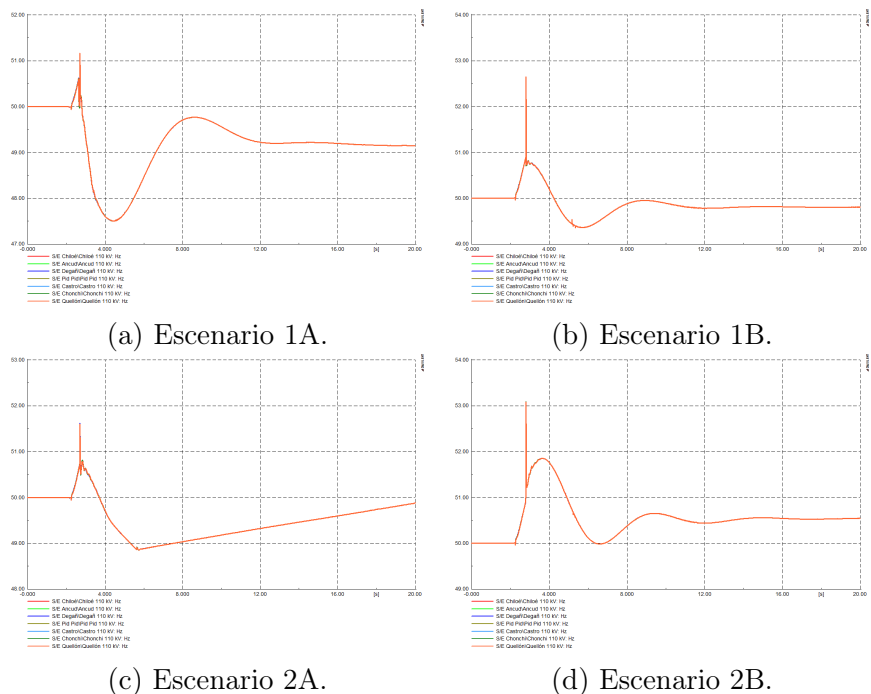 52.00
51.00
50.00
49.00
48.00
47.00
-0.000 4.000 8.000 12.00 16.00 [s] 20.00
S/E Chiloé\Chiloé 110 kV: Hz
S/E Ancud\Ancud 110 kV: Hz
S/E Degañ\Degañ 110 kV: Hz
S/E Pid Pid\Pid Pid 110 kV: Hz
S/E Castro\Castro 110 kV: Hz
S/E Chonchi\Chonchi 110 kV: Hz
S/E Quellón\Quellón 110 kV: Hz
(a) Escenario 1A.
54.00
53.00
52.00
51.00
50.00
49.00
-0.000 4.000 8.000 12.00 16.00 [s] 20.00
S/E Chiloé\Chiloé 110 kV: Hz
S/E Ancud\Ancud 110 kV: Hz
S/E Degañ\Degañ 110 kV: Hz
S/E Pid Pid\Pid Pid 110 kV: Hz
S/E Castro\Castro 110 kV: Hz
S/E Chonchi\Chonchi 110 kV: Hz
S/E Quellón\Quellón 110 kV: Hz
(b) Escenario 1B.
53.00
52.00
51.00
50.00
49.00
48.00
-0.000 4.000 8.000 12.00 16.00 [s] 20.00
S/E Chiloé\Chiloé 110 kV: Hz
S/E Ancud\Ancud 110 kV: Hz
S/E Degañ\Degañ 110 kV: Hz
S/E Pid Pid\Pid Pid 110 kV: Hz
S/E Castro\Castro 110 kV: Hz
S/E Chonchi\Chonchi 110 kV: Hz
S/E Quellón\Quellón 110 kV: Hz
(c) Escenario 2A.
54.00
53.00
52.00
51.00
50.00
49.00
-0.000 4.000 8.000 12.00 16.00 [s] 20.00
S/E Chiloé\Chiloé 110 kV: Hz
S/E Ancud\Ancud 110 kV: Hz
S/E Degañ\Degañ 110 kV: Hz
S/E Pid Pid\Pid Pid 110 kV: Hz
S/E Castro\Castro 110 kV: Hz
S/E Chonchi\Chonchi 110 kV: Hz
S/E Quellón\Quellón 110 kV: Hz
(d) Escenario 2B.